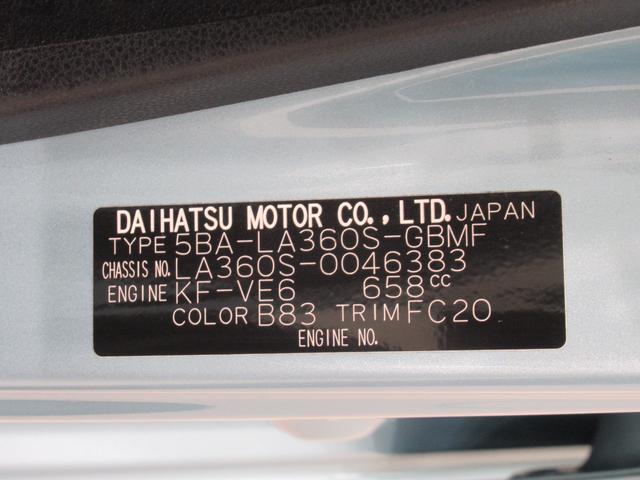 DAIHATSU MOTOR CO.,LTD. JAPAN
TYPE 5BA-LA360S-GBMF
CHASSIS NO. LA360S-0046383
ENGINE KF-VE6 658cc
COLOR B83 TRIM FC20
ENGINE NO.